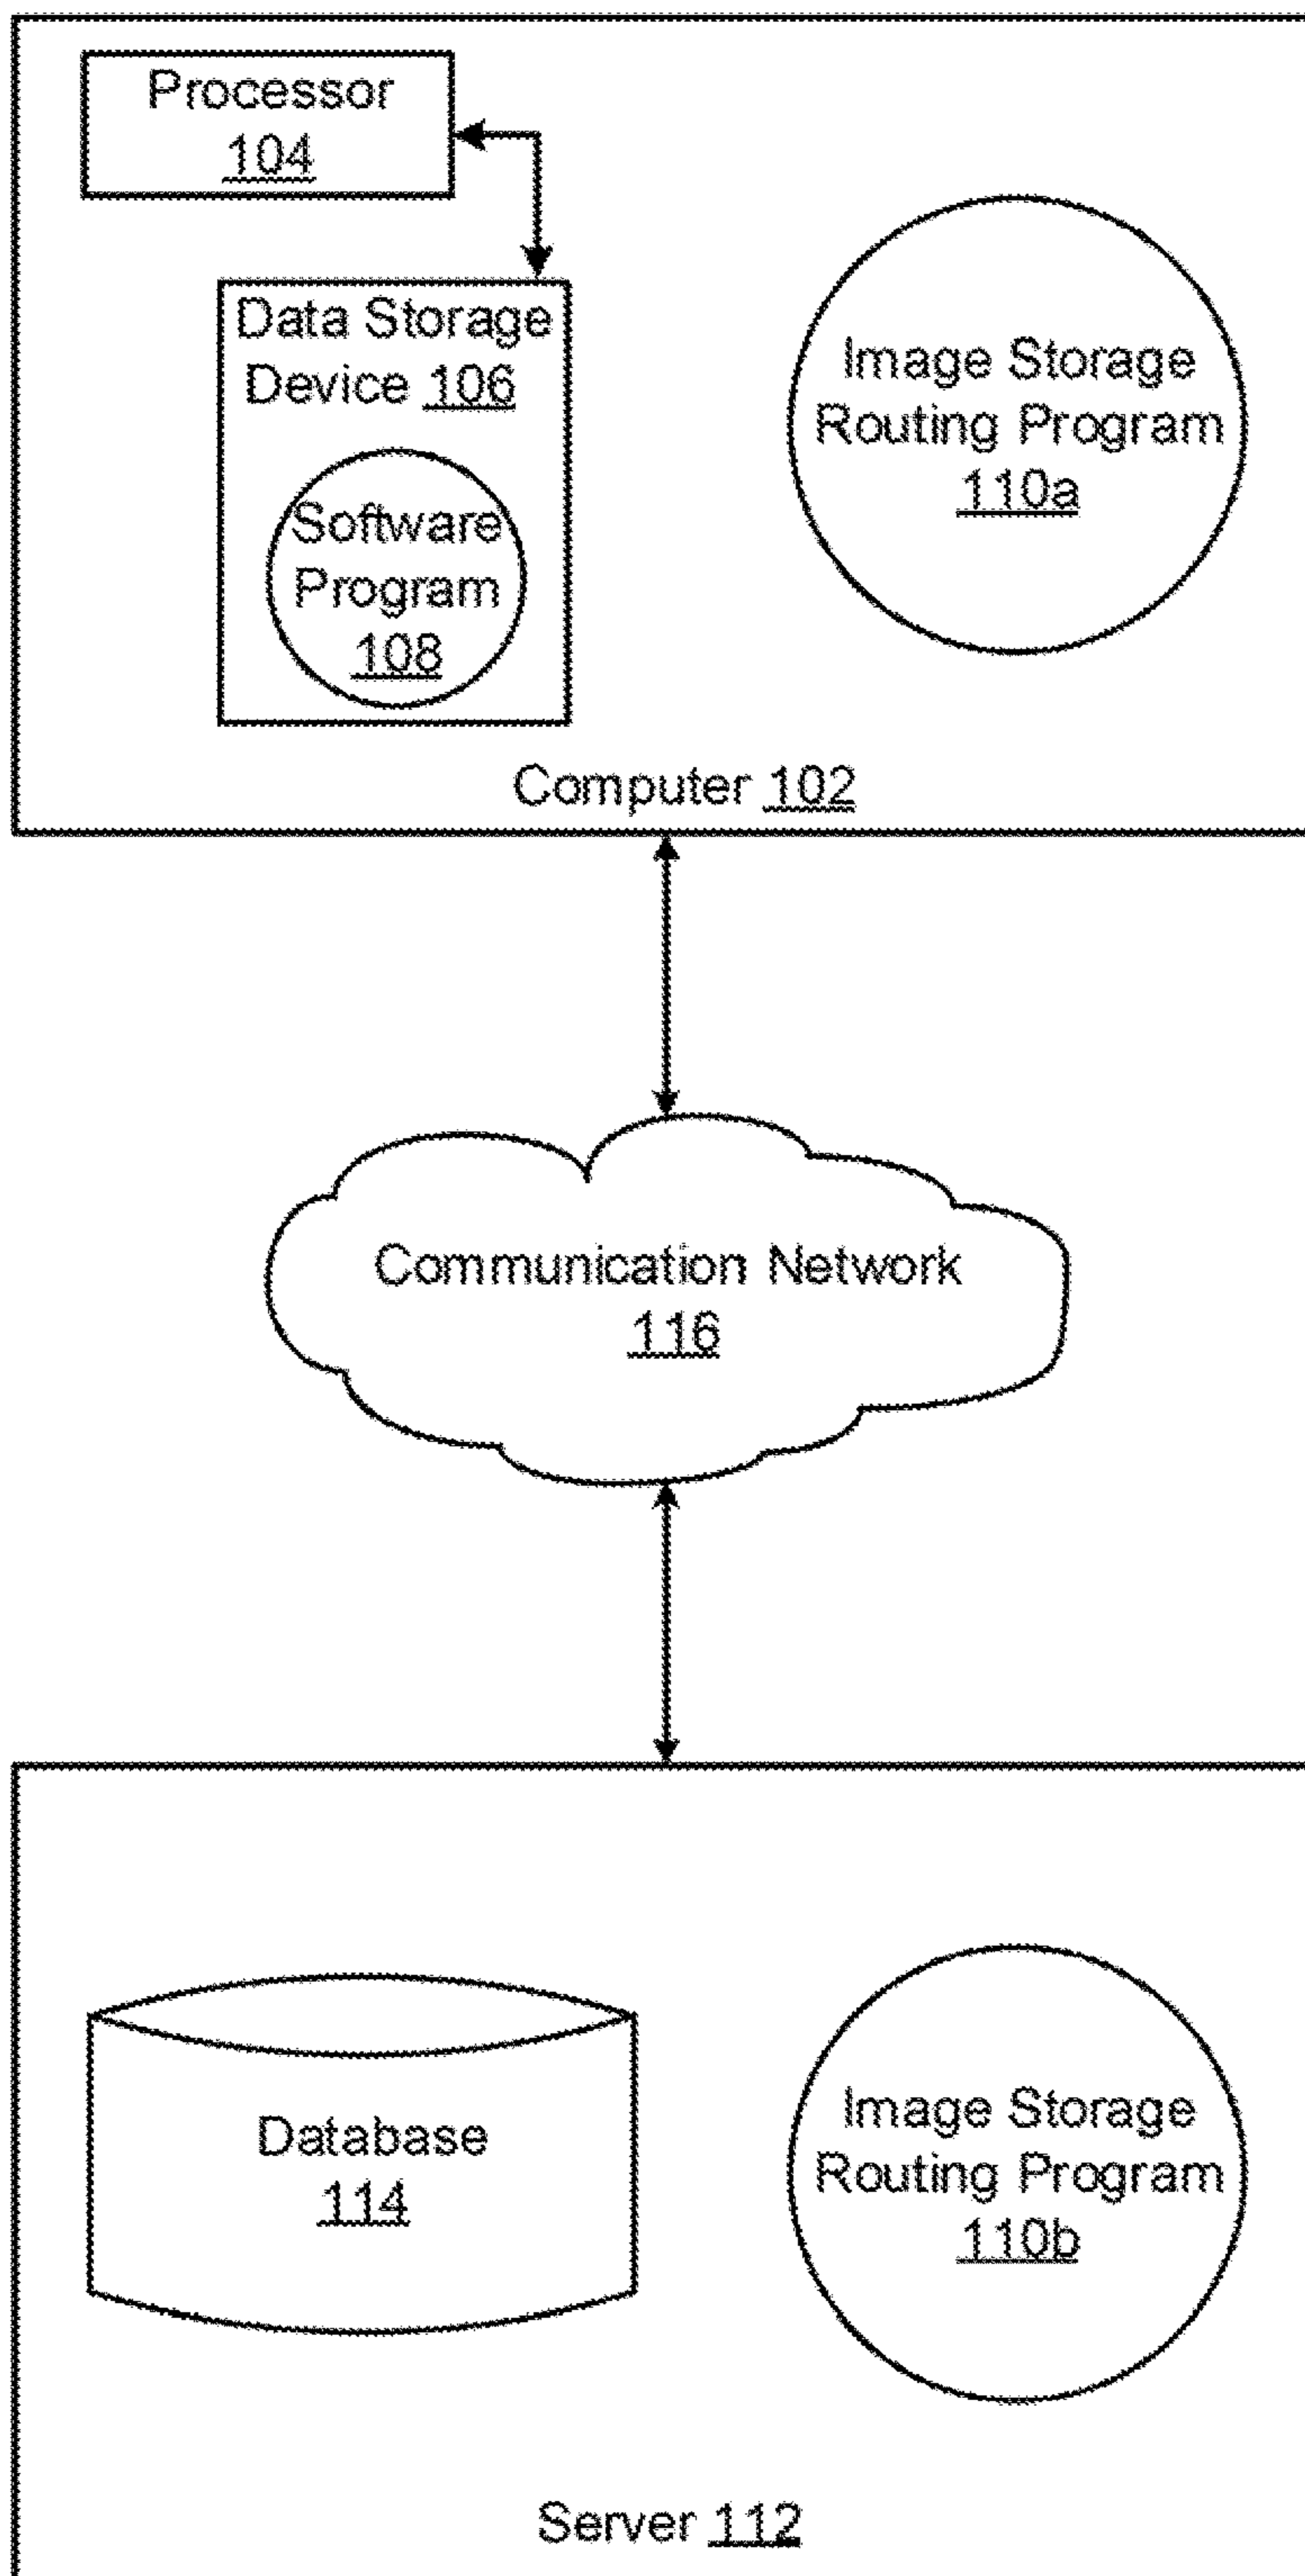 Processor
104
Data Storage
Device 106
Software
Program
108
Image Storage
Routing Program
110a
Computer 102
Communication Network
116
Database
114
Image Storage
Routing Program
110b
Server 112